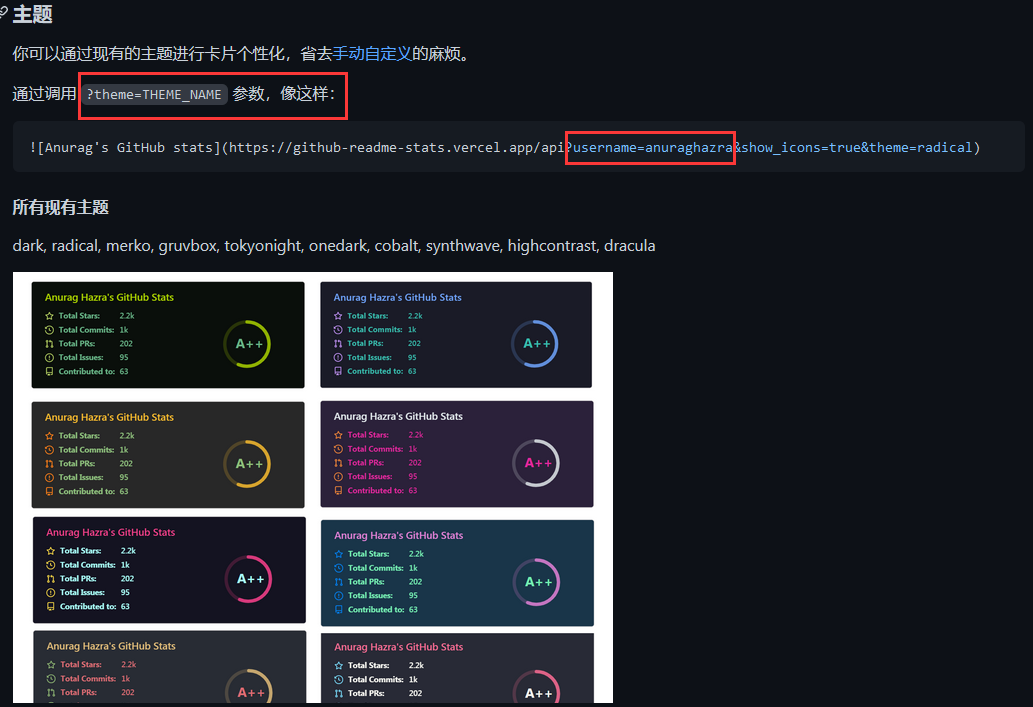 主题
你可以通过现有的主题进行卡片个性化，省去手动自定义的麻烦。
通过调用 ?theme=THEME_NAME 参数，像这样：
![Anurag's GitHub stats](https://github-readme-stats.vercel.app/api?username=anuraghazra&show_icons=true&theme=radical)
所有现有主题
dark, radical, merko, gruvbox, tokyonight, onedark, cobalt, synthwave, highcontrast, dracula
Anurag Hazra's GitHub Stats
Total Stars: 2.2k
Total Commits: 1k
Total PRs: 202
Total Issues: 95
Contributed to: 63
A++
Anurag Hazra's GitHub Stats
Total Stars: 2.2k
Total Commits: 1k
Total PRs: 202
Total Issues: 95
Contributed to: 63
A++
Anurag Hazra's GitHub Stats
Total Stars: 2.2k
Total Commits: 1k
Total PRs: 202
Total Issues: 95
Contributed to: 63
A++
Anurag Hazra's GitHub Stats
Total Stars: 2.2k
Total Commits: 1k
Total PRs: 202
Total Issues: 95
Contributed to: 63
A++
Anurag Hazra's GitHub Stats
Total Stars: 2.2k
Total Commits: 1k
Total PRs: 202
Total Issues: 95
Contributed to: 63
A++
Anurag Hazra's GitHub Stats
Total Stars: 2.2k
Total Commits: 1k
Total PRs: 202
Total Issues: 95
Contributed to: 63
A++
Anurag Hazra's GitHub Stats
Total Stars: 2.2k
Total Commits: 1k
Total PRs: 202
A++
Anurag Hazra's GitHub Stats
Total Stars: 2.2k
Total Commits: 1k
Total PRs: 202
A++